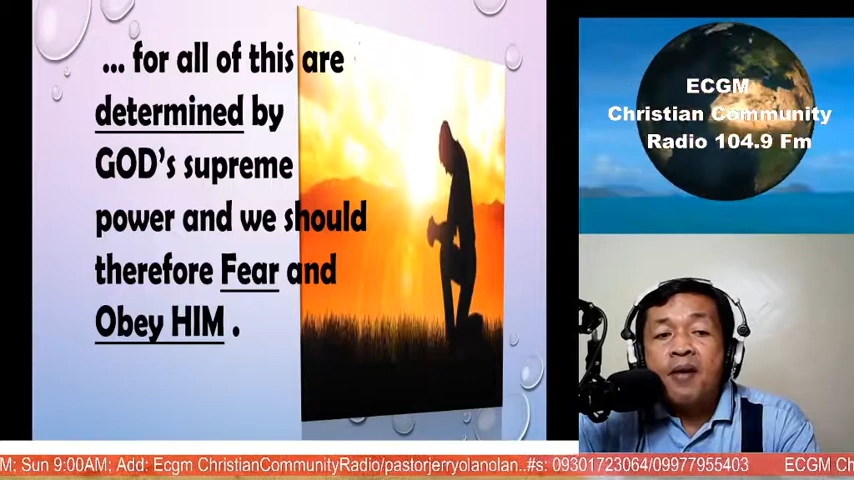 ... for all of this are
determined by
GOD's supreme
power and we should
therefore Fear and
Obey HIM .
ECGM
Christian Community
Radio 104.9 Fm
M; Sun 9:00AM; Add: Ecgm ChristianCommunityRadio/pastorjerryolanolan..#s: 09301723064/09977955403 ECGM Ch